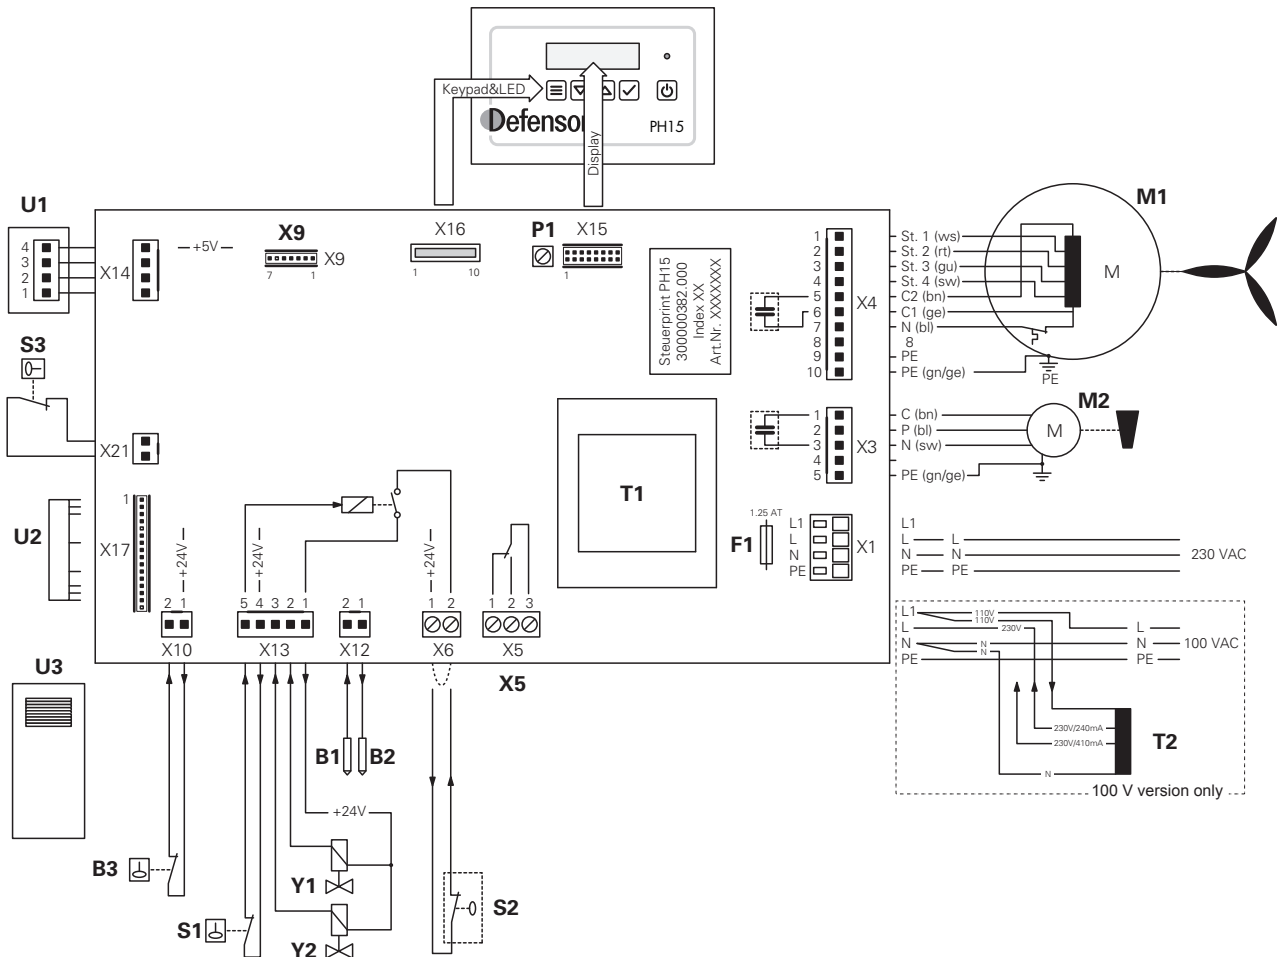 Keypad&LED
Display
Defensor
PH15
U1
4
3
2
1
X14
+5V
X9
X9
7 1
X16
1 10
P1
X15
1
Steuerprint PH15
300000382.000
Index XX
Art.Nr. XXXXXXX
1
2
3
4
5
6
7
8
9
10
X4
St. 1 (ws)
St. 2 (rt)
St. 3 (gu)
St. 4 (sw)
C2 (bn)
C1 (ge)
N (bl)
8
PE
PE (gn/ge)
M
M1
PE
S3
X21
1
2
3
4
5
X3
C (bn)
P (bl)
N (sw)
PE (gn/ge)
M
M2
T1
U2
1
X17
F1
1.25 AT
L1
L
N
PE
X1
L1
L L
N N 230 VAC
PE PE
+24V
2 1
X10
+24V
5 4 3 2 1
X13
2 1
X12
+24V
1 2
X6
1 2 3
X5
X5
L1 110V
110V
L 230V L
N N N 100 VAC
N
PE PE
230V/240mA
230V/410mA
N
T2
100 V version only
U3
B1 B2
+24V
B3
Y1
S1
Y2
S2